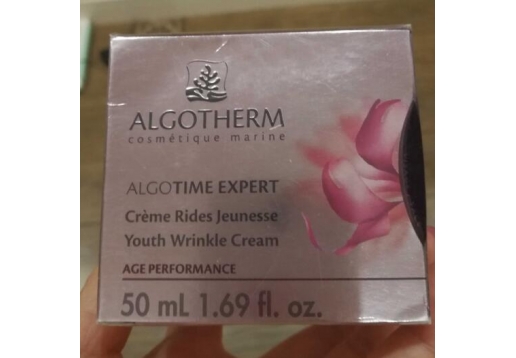 ALGOTHERM
cosmétique marine
ALGOTIME EXPERT
Crème Rides Jeunesse
Youth Wrinkle Cream
AGE PERFORMANCE
50 mL 1.69 fl. oz.